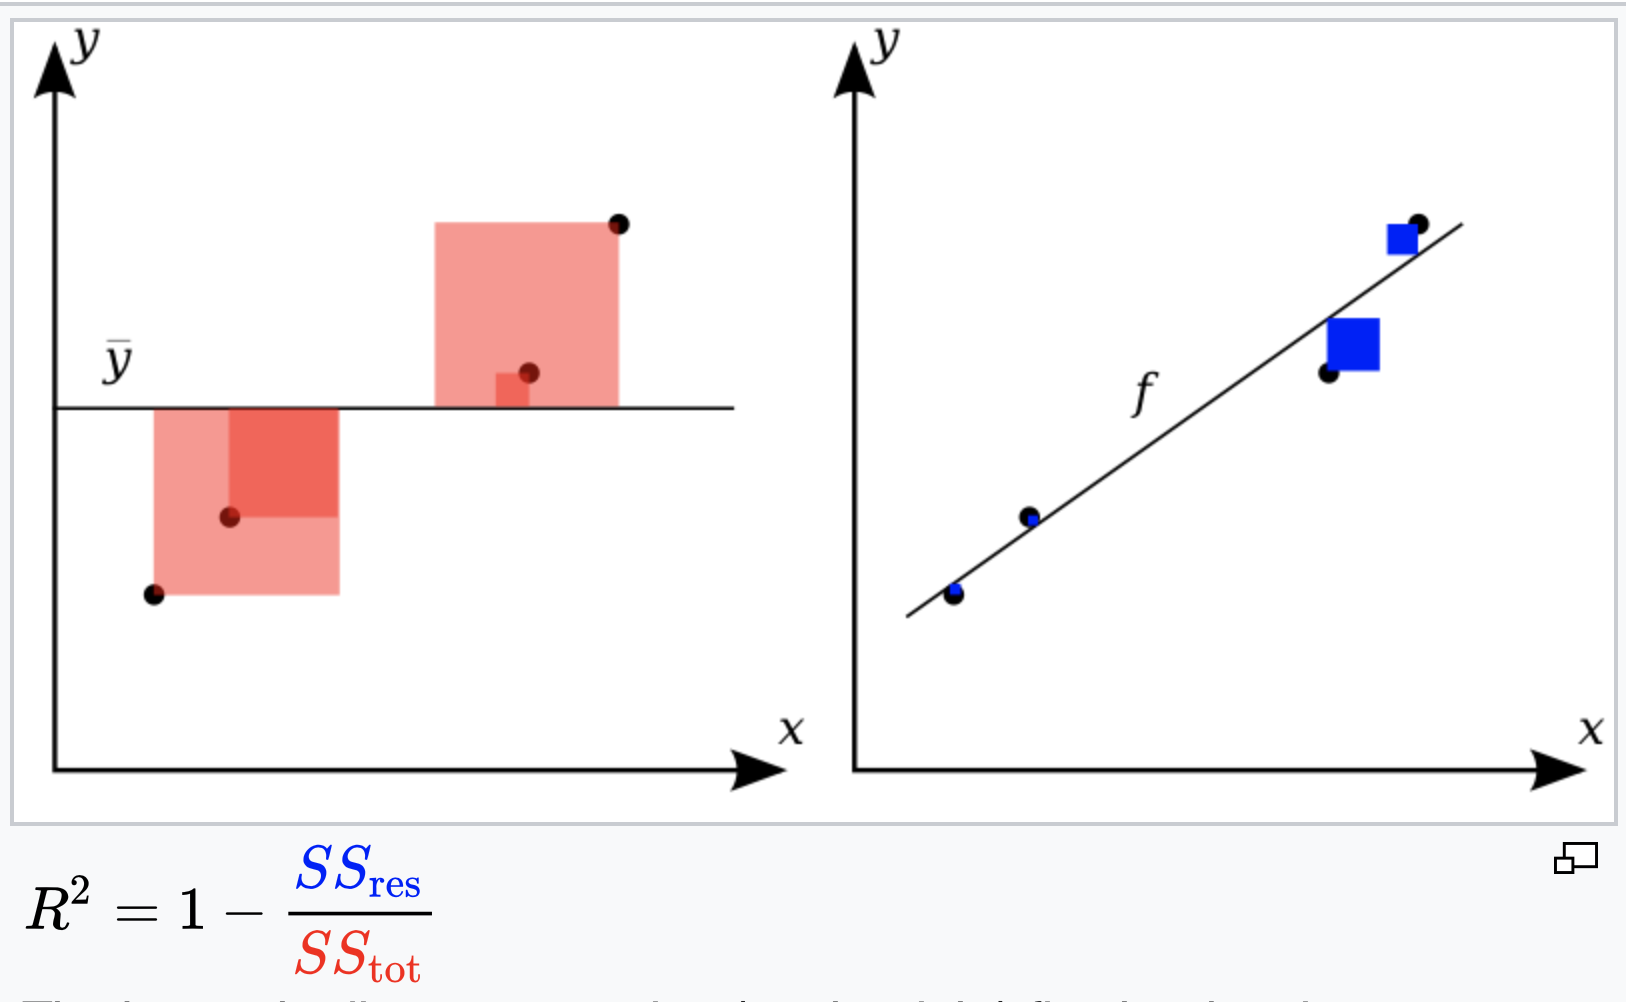 y
y
ȳ
f
x
x
R² = 1 − SS_res / SS_tot